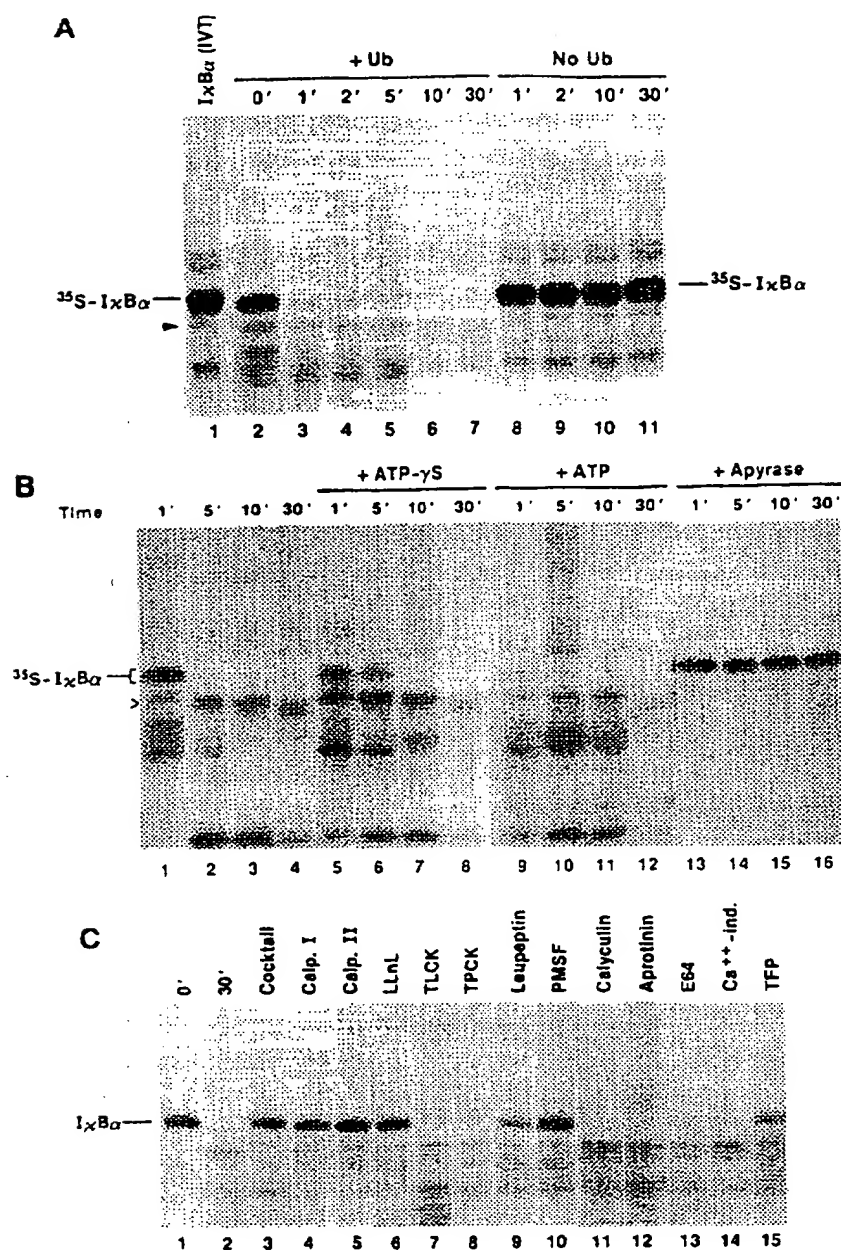 A
IϰBα (IVT)
+ Ub
No Ub
0' 1' 2' 5' 10' 30' 1' 2' 10' 30'
³⁵S-IϰBα
³⁵S-IϰBα
1 2 3 4 5 6 7 8 9 10 11
B
+ ATP-γS
+ ATP
+ Apyrase
Time 1' 5' 10' 30' 1' 5' 10' 30' 1' 5' 10' 30' 1' 5' 10' 30'
³⁵S-IϰBα
>
1 2 3 4 5 6 7 8 9 10 11 12 13 14 15 16
C
0' 30' Cocktail Calp. I Calp. II LLnL TLCK TPCK Leupeptin PMSF Calyculin Aprotinin E64 Ca⁺⁺-ind. TFP
IϰBα
1 2 3 4 5 6 7 8 9 10 11 12 13 14 15